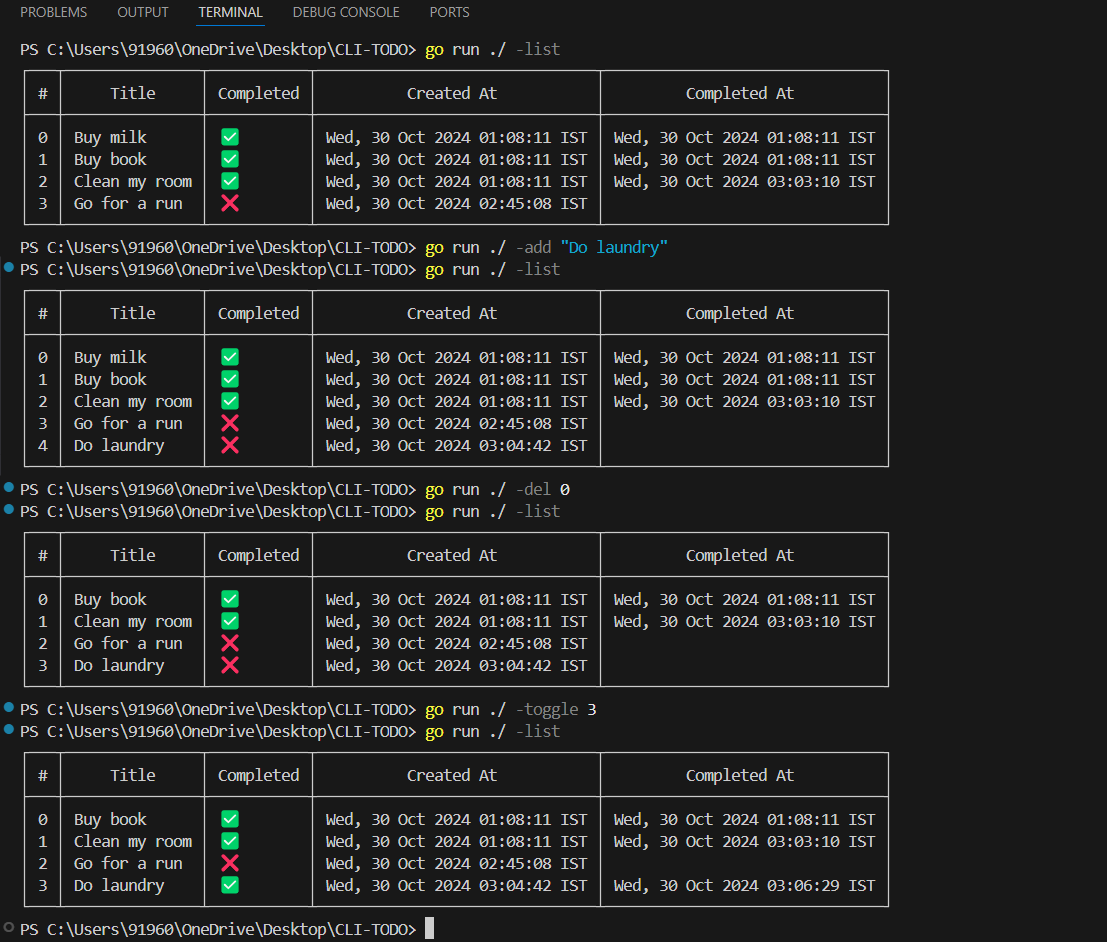 PROBLEMS OUTPUT TERMINAL DEBUG CONSOLE PORTS
PS C:\Users\91960\OneDrive\Desktop\CLI-TODO> go run ./ -list
# Title Completed Created At Completed At
0 Buy milk ✅ Wed, 30 Oct 2024 01:08:11 IST Wed, 30 Oct 2024 01:08:11 IST
1 Buy book ✅ Wed, 30 Oct 2024 01:08:11 IST Wed, 30 Oct 2024 01:08:11 IST
2 Clean my room ✅ Wed, 30 Oct 2024 01:08:11 IST Wed, 30 Oct 2024 03:03:10 IST
3 Go for a run ❌ Wed, 30 Oct 2024 02:45:08 IST
PS C:\Users\91960\OneDrive\Desktop\CLI-TODO> go run ./ -add "Do laundry"
PS C:\Users\91960\OneDrive\Desktop\CLI-TODO> go run ./ -list
# Title Completed Created At Completed At
0 Buy milk ✅ Wed, 30 Oct 2024 01:08:11 IST Wed, 30 Oct 2024 01:08:11 IST
1 Buy book ✅ Wed, 30 Oct 2024 01:08:11 IST Wed, 30 Oct 2024 01:08:11 IST
2 Clean my room ✅ Wed, 30 Oct 2024 01:08:11 IST Wed, 30 Oct 2024 03:03:10 IST
3 Go for a run ❌ Wed, 30 Oct 2024 02:45:08 IST
4 Do laundry ❌ Wed, 30 Oct 2024 03:04:42 IST
PS C:\Users\91960\OneDrive\Desktop\CLI-TODO> go run ./ -del 0
PS C:\Users\91960\OneDrive\Desktop\CLI-TODO> go run ./ -list
# Title Completed Created At Completed At
0 Buy book ✅ Wed, 30 Oct 2024 01:08:11 IST Wed, 30 Oct 2024 01:08:11 IST
1 Clean my room ✅ Wed, 30 Oct 2024 01:08:11 IST Wed, 30 Oct 2024 03:03:10 IST
2 Go for a run ❌ Wed, 30 Oct 2024 02:45:08 IST
3 Do laundry ❌ Wed, 30 Oct 2024 03:04:42 IST
PS C:\Users\91960\OneDrive\Desktop\CLI-TODO> go run ./ -toggle 3
PS C:\Users\91960\OneDrive\Desktop\CLI-TODO> go run ./ -list
# Title Completed Created At Completed At
0 Buy book ✅ Wed, 30 Oct 2024 01:08:11 IST Wed, 30 Oct 2024 01:08:11 IST
1 Clean my room ✅ Wed, 30 Oct 2024 01:08:11 IST Wed, 30 Oct 2024 03:03:10 IST
2 Go for a run ❌ Wed, 30 Oct 2024 02:45:08 IST
3 Do laundry ✅ Wed, 30 Oct 2024 03:04:42 IST Wed, 30 Oct 2024 03:06:29 IST
PS C:\Users\91960\OneDrive\Desktop\CLI-TODO>